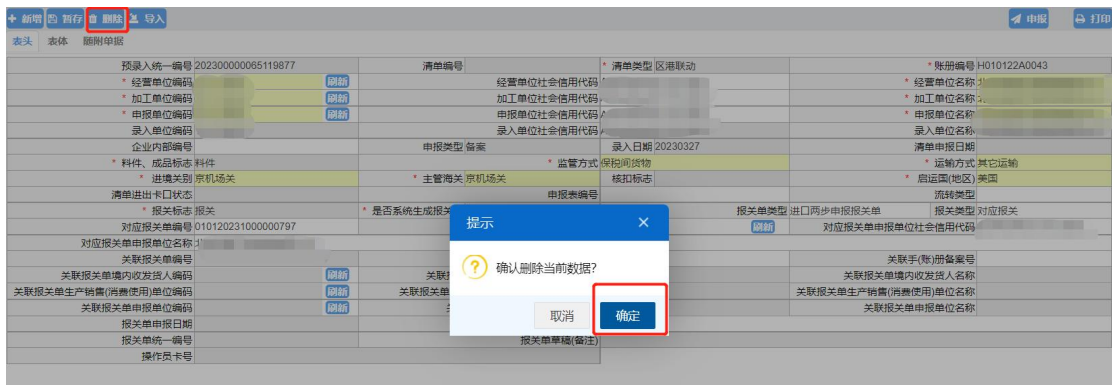 + 新增 暂存 删除 导入 申报 打印
表头 表体 随附单据
预录入统一编号 202300000065119877 清单编号 * 清单类型 区港联动 * 账册编号 H010122A0043
* 经营单位编码 刷新 经营单位社会信用代码 * 经营单位名称
* 加工单位编码 刷新 加工单位社会信用代码 * 加工单位名称
* 申报单位编码 刷新 申报单位社会信用代码 * 申报单位名称
录入单位编码 录入单位社会信用代码 录入单位名称
企业内部编号 申报类型 备案 录入日期 20230327 清单申报日期
* 料件、成品标志 料件 * 监管方式 保税间货物 * 运输方式 其它运输
* 进境关别 京机场关 * 主管海关 京机场关 核扣标志 * 启运国(地区) 美国
清单进出卡口状态 申报表编号 流转类型
* 报关标志 报关 * 是否系统生成报关 报关单类型 进口两步申报报关单 报关类型 对应报关
对应报关单编号 010120231000000797 刷新 对应报关单申报单位社会信用代码
对应报关单申报单位名称
关联报关单编号 关联手(账)册备案号
关联报关单境内收发货人编码 刷新 关联 关联报关单境内收发货人名称
关联报关单生产销售(消费使用)单位编码 刷新 关联报关单 关联报关单生产销售(消费使用)单位名称
关联报关单申报单位编码 刷新 关联报关单申报单位名称
报关单申报日期
报关单统一编号 报关单草稿(备注)
操作员卡号
提示 ×
? 确认删除当前数据?
取消 确定